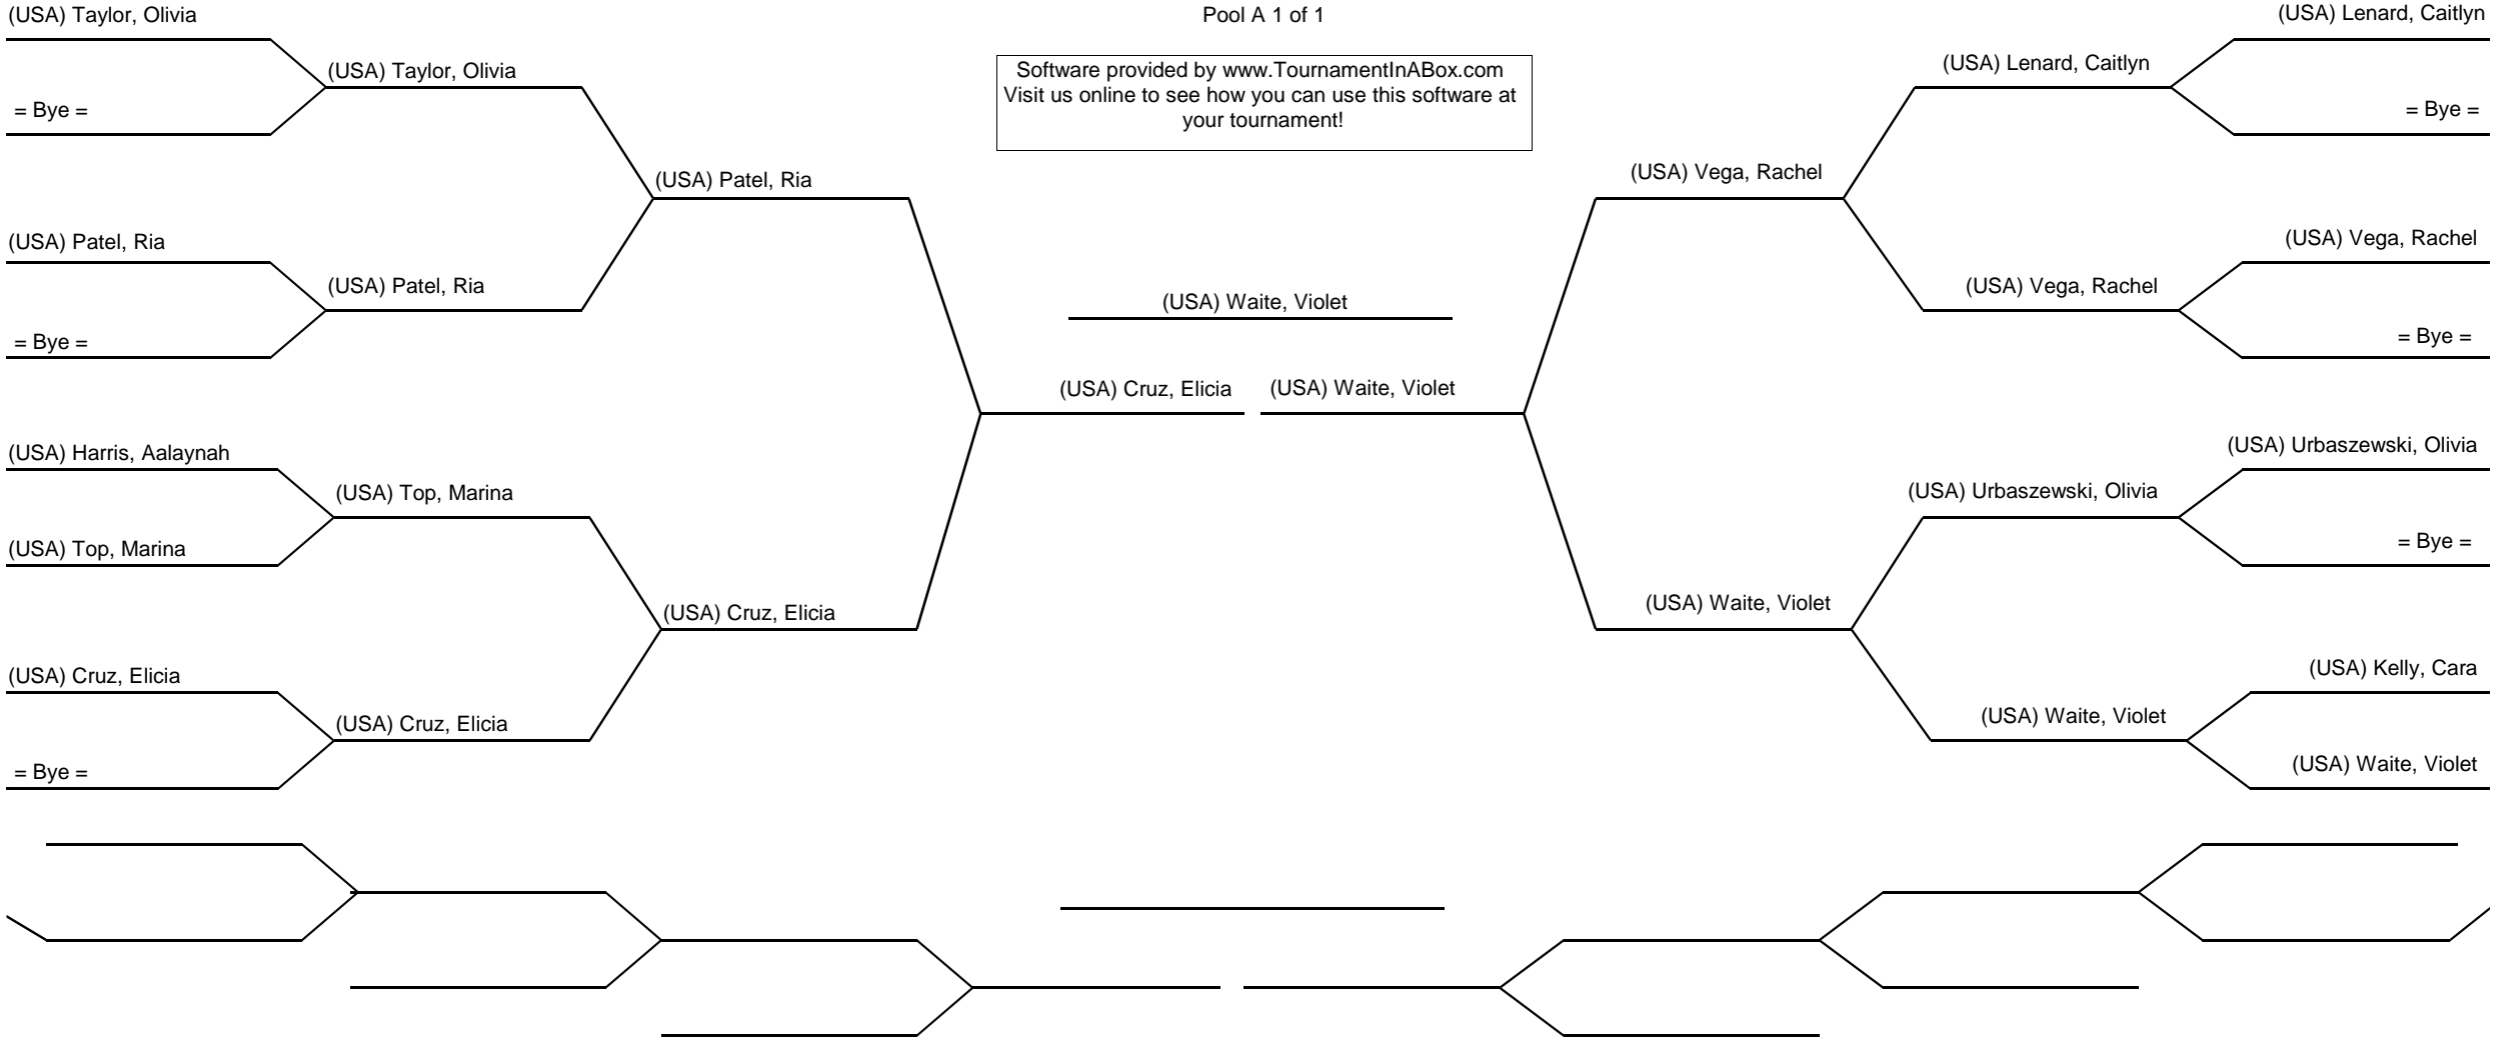 (USA) Taylor, Olivia
= Bye =
(USA) Patel, Ria
= Bye =
(USA) Harris, Aalaynah
(USA) Top, Marina
(USA) Cruz, Elicia
= Bye =
(USA) Taylor, Olivia
(USA) Patel, Ria
(USA) Top, Marina
(USA) Cruz, Elicia
(USA) Patel, Ria
(USA) Cruz, Elicia
Pool A 1 of 1
Software provided by www.TournamentInABox.com
Visit us online to see how you can use this software at
your tournament!
(USA) Waite, Violet
(USA) Cruz, Elicia
(USA) Waite, Violet
(USA) Vega, Rachel
(USA) Waite, Violet
(USA) Lenard, Caitlyn
(USA) Vega, Rachel
(USA) Urbaszewski, Olivia
(USA) Waite, Violet
(USA) Lenard, Caitlyn
= Bye =
(USA) Vega, Rachel
= Bye =
(USA) Urbaszewski, Olivia
= Bye =
(USA) Kelly, Cara
(USA) Waite, Violet